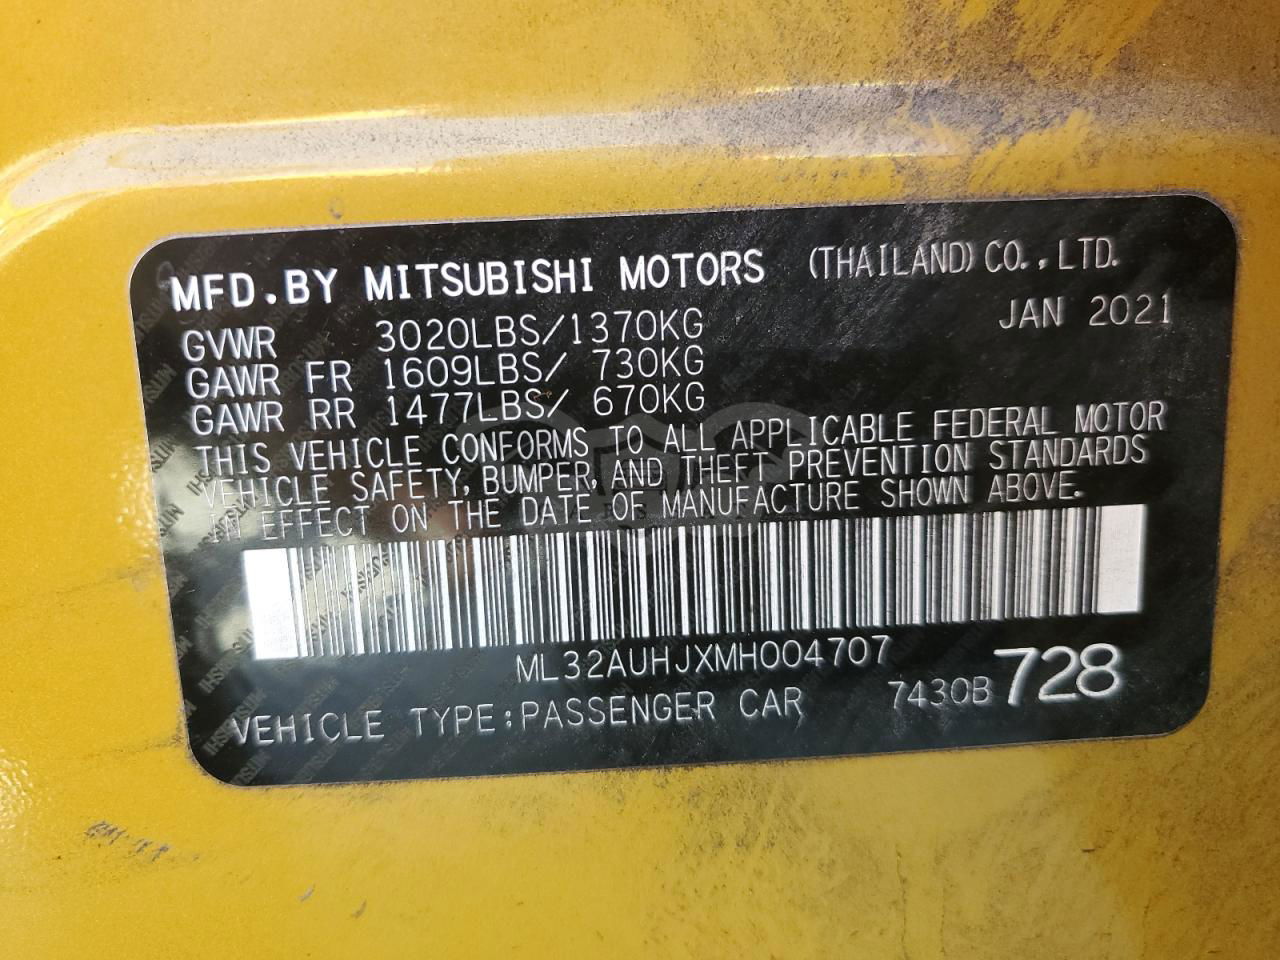 MFD.BY MITSUBISHI MOTORS (THAILAND) CO.,LTD.
JAN 2021
GVWR 3020LBS/1370KG
GAWR FR 1609LBS/ 730KG
GAWR RR 1477LBS/ 670KG
THIS VEHICLE CONFORMS TO ALL APPLICABLE FEDERAL MOTOR
VEHICLE SAFETY, BUMPER, AND THEFT PREVENTION STANDARDS
IN EFFECT ON THE DATE OF MANUFACTURE SHOWN ABOVE.
ML32AUHJXMH004707
VEHICLE TYPE:PASSENGER CAR 7430B 728